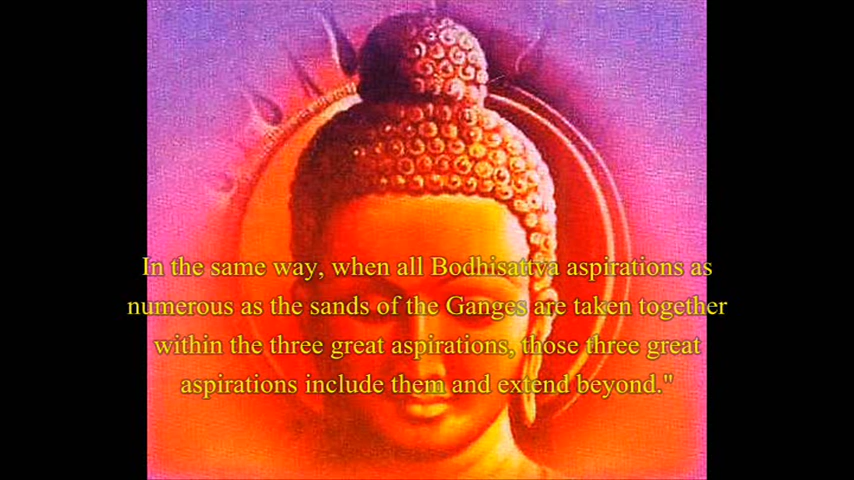 In the same way, when all Bodhisattva aspirations as
numerous as the sands of the Ganges are taken together
within the three great aspirations, those three great
aspirations include them and extend beyond."